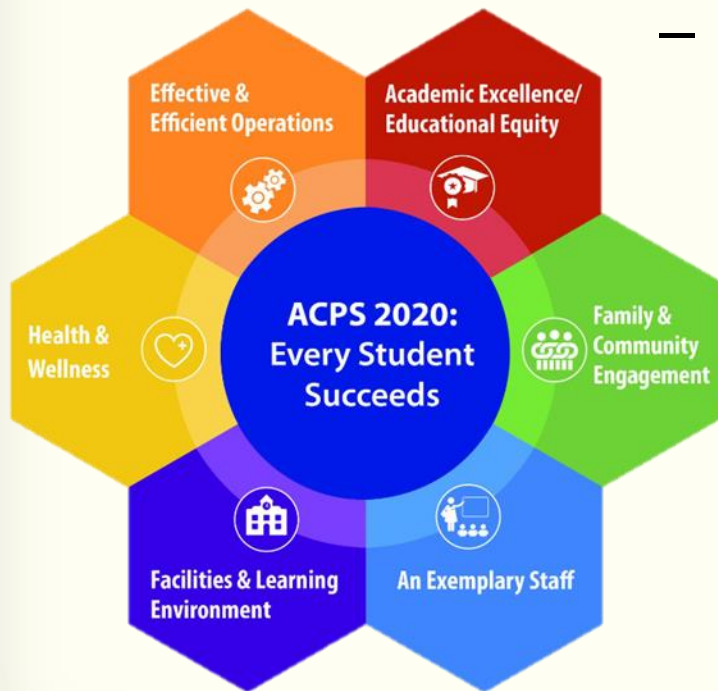 Effective &
Efficient Operations
Academic Excellence/
Educational Equity
Health &
Wellness
ACPS 2020:
Every Student
Succeeds
Family &
Community
Engagement
Facilities & Learning
Environment
An Exemplary Staff